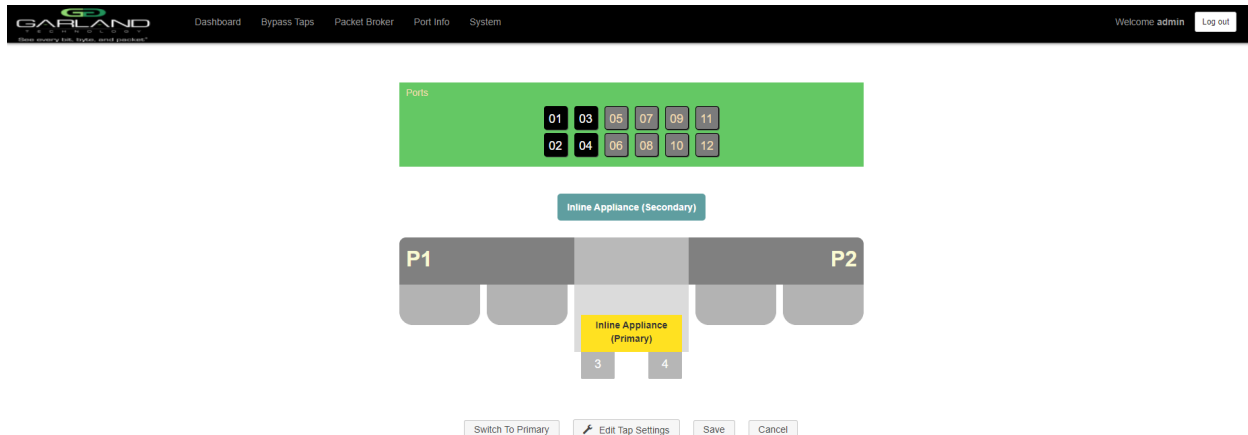 GARLAND
TECHNOLOGY
See every bit, byte, and packet.®
Dashboard Bypass Taps Packet Broker Port Info System Welcome admin Log out
Ports
01 03 05 07 09 11
02 04 06 08 10 12
Inline Appliance (Secondary)
P1 P2
Inline Appliance
(Primary)
3 4
Switch To Primary Edit Tap Settings Save Cancel